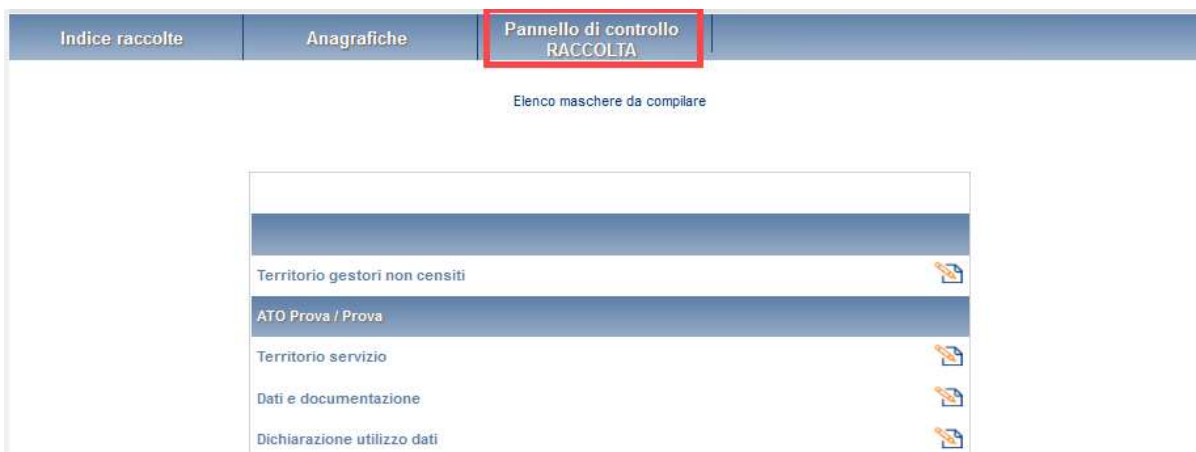 Indice raccolte
Anagrafiche
Pannello di controllo
RACCOLTA
Elenco maschere da compilare
Territorio gestori non censiti
ATO Prova / Prova
Territorio servizio
Dati e documentazione
Dichiarazione utilizzo dati